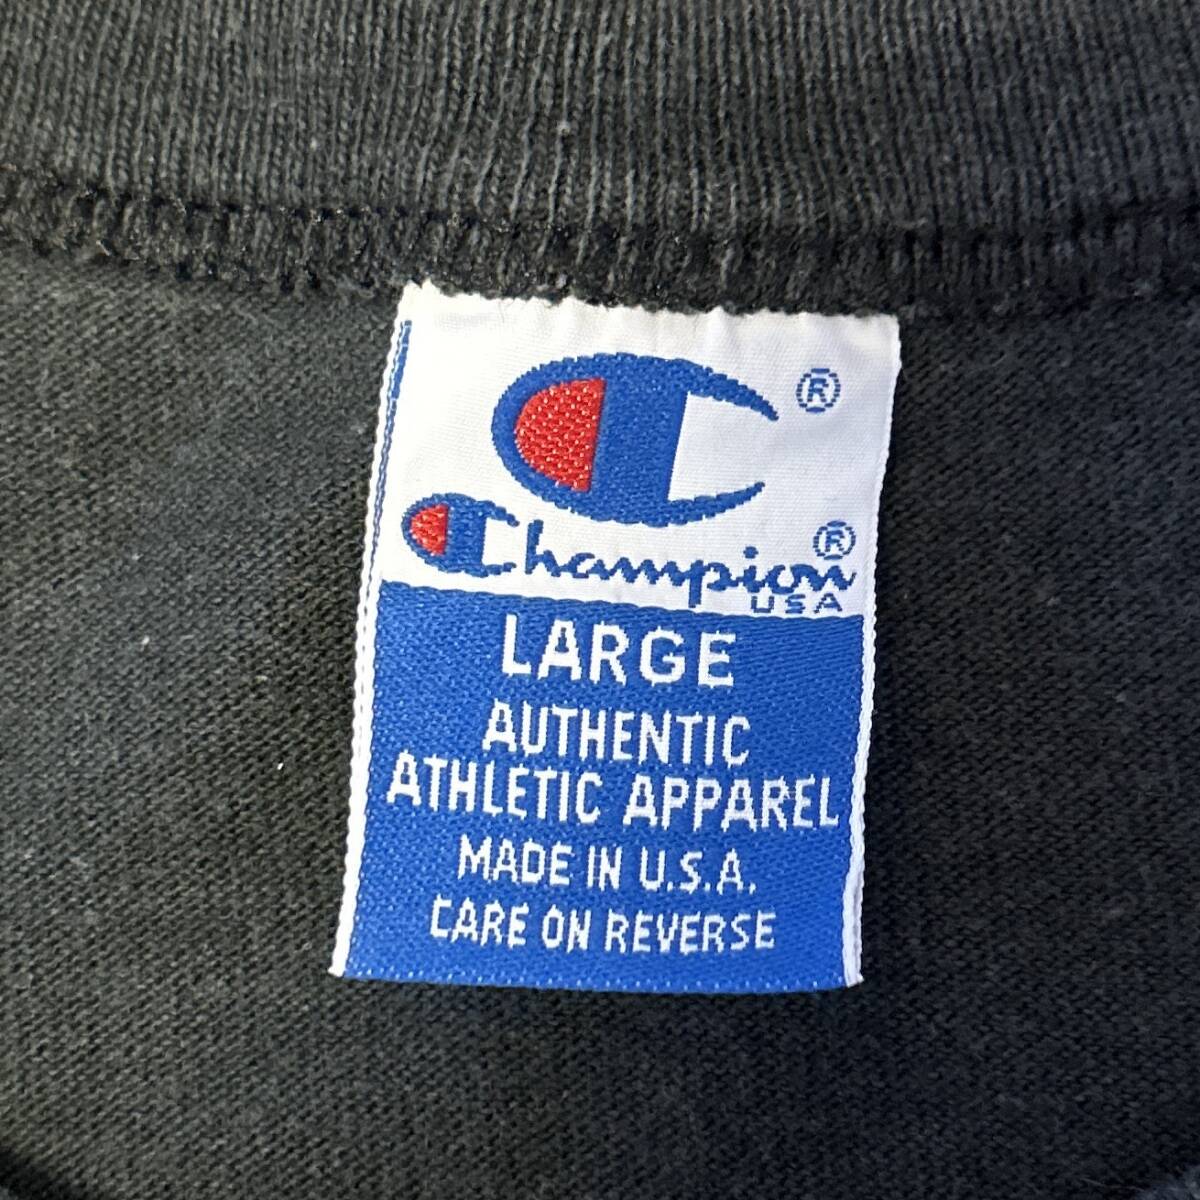 ®
Champion®
USA
LARGE
AUTHENTIC
ATHLETIC APPAREL
MADE IN U.S.A.
CARE ON REVERSE